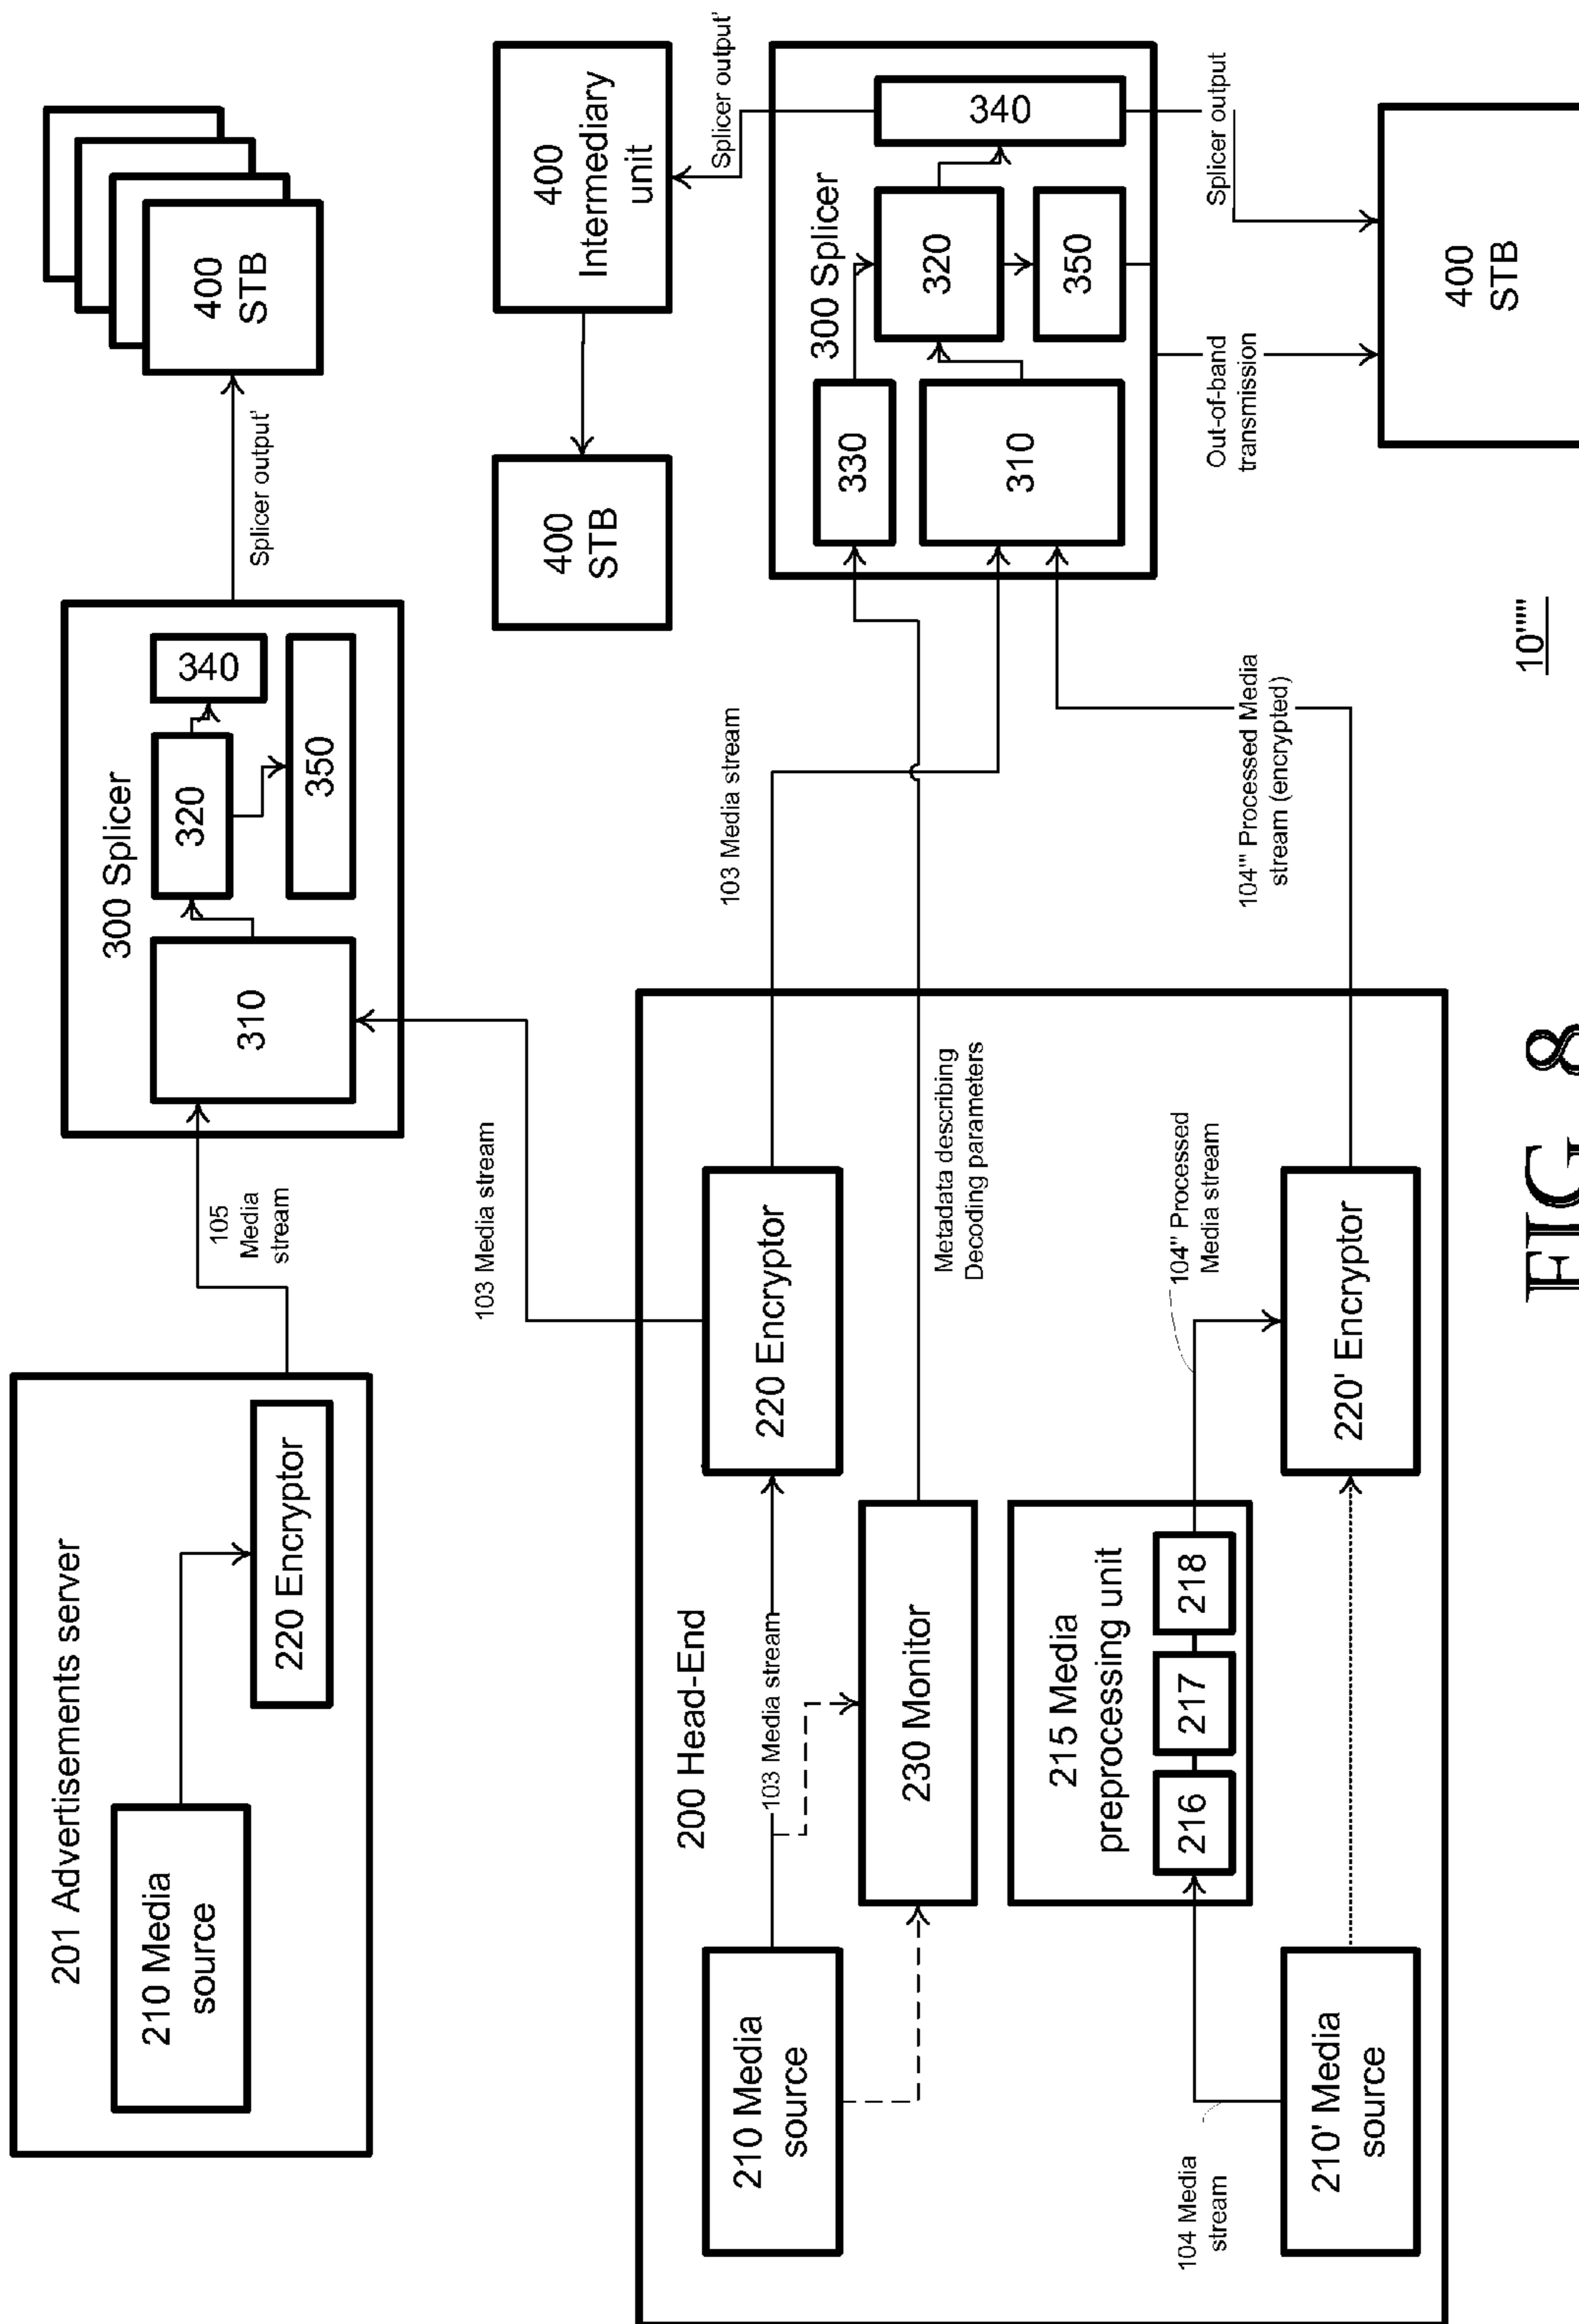 201 Advertisements server
210 Media
source
220 Encryptor
105
Media
stream
300 Splicer
310
320
340
350
Splicer output'
400
STB
103 Media stream
200 Head-End
210 Media
source
103 Media stream
220 Encryptor
230 Monitor
Metadata describing
Decoding parameters
215 Media
preprocessing unit
216
217
218
104'' Processed
Media stream
104 Media
stream
210' Media
source
220' Encryptor
103 Media stream
104''' Processed Media
stream (encrypted)
300 Splicer
330
310
320
350
340
Splicer output'
400
Intermediary
unit
400
STB
Out-of-band
transmission
Splicer output
400
STB
10'''''
FIG 8